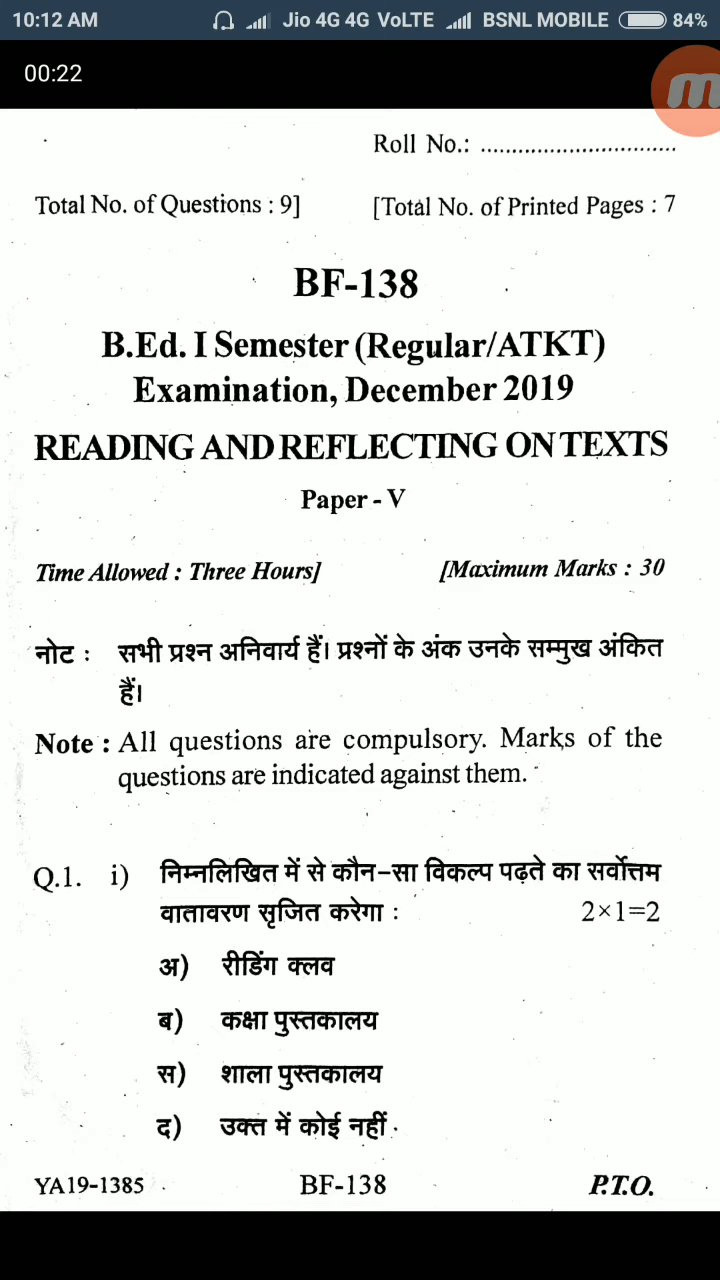 10:12 AM Jio 4G 4G VoLTE BSNL MOBILE 84%
00:22
Roll No.: ................................
Total No. of Questions : 9] [Total No. of Printed Pages : 7
BF-138
B.Ed. I Semester (Regular/ATKT)
Examination, December 2019
READING AND REFLECTING ON TEXTS
Paper - V
Time Allowed : Three Hours] [Maximum Marks : 30
नोट : सभी प्रश्न अनिवार्य हैं। प्रश्नों के अंक उनके सम्मुख अंकित
हैं।
Note : All questions are compulsory. Marks of the
questions are indicated against them.
Q.1. i) निम्नलिखित में से कौन-सा विकल्प पढ़ते का सर्वोत्तम
वातावरण सृजित करेगा : 2×1=2
अ) रीडिंग क्लव
ब) कक्षा पुस्तकालय
स) शाला पुस्तकालय
द) उक्त में कोई नहीं
YA19-1385 BF-138 P.T.O.